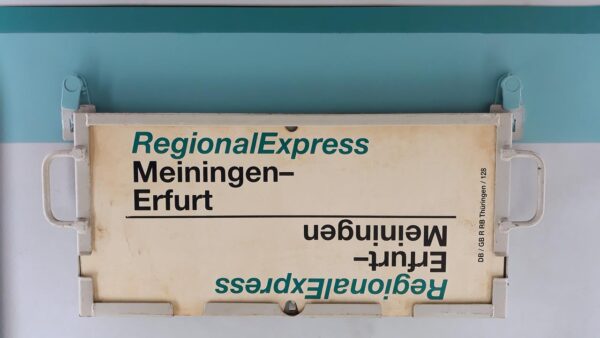 RegionalExpress
Meiningen–
Erfurt
RegionalExpress
Erfurt–
Meiningen
DB / GB R RB Thüringen / 128